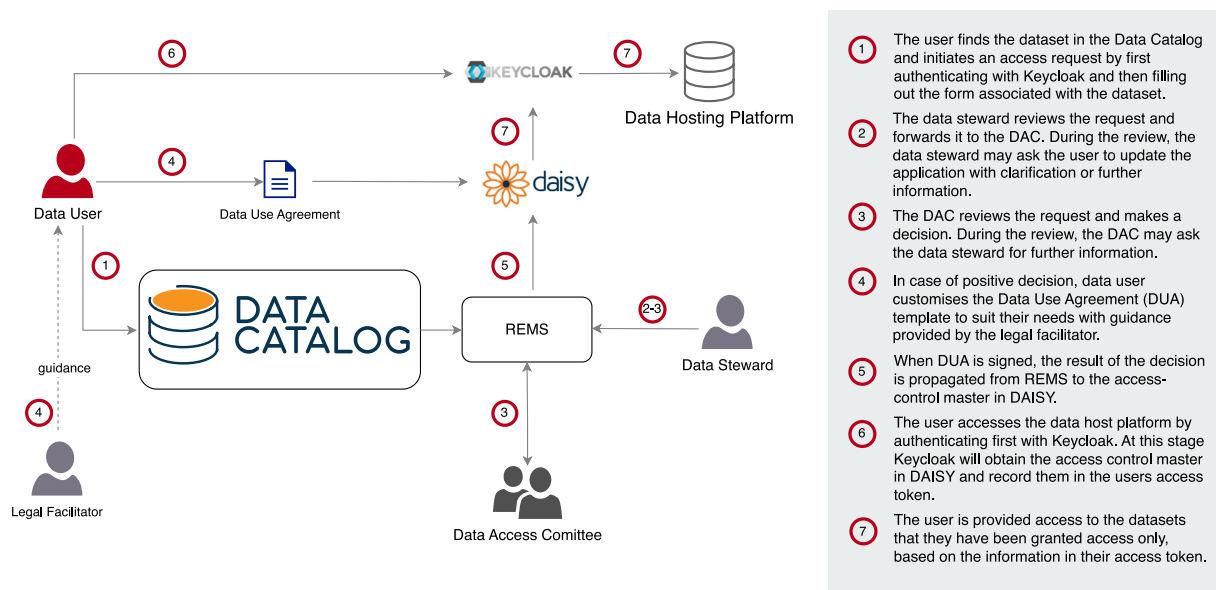 6
KEYCLOAK
7
Data Hosting Platform
7
4
daisy
Data User
Data Use Agreement
1
5
DATA
CATALOG
REMS
2-3
Data Steward
guidance
4
3
Legal Facilitator
Data Access Comittee
1
The user finds the dataset in the Data Catalog
and initiates an access request by first
authenticating with Keycloak and then filling
out the form associated with the dataset.
2
The data steward reviews the request and
forwards it to the DAC. During the review, the
data steward may ask the user to update the
application with clarification or further
information.
3
The DAC reviews the request and makes a
decision. During the review, the DAC may ask
the data steward for further information.
4
In case of positive decision, data user
customises the Data Use Agreement (DUA)
template to suit their needs with guidance
provided by the legal facilitator.
5
When DUA is signed, the result of the decision
is propagated from REMS to the access-
control master in DAISY.
6
The user accesses the data host platform by
authenticating first with Keycloak. At this stage
Keycloak will obtain the access control master
in DAISY and record them in the users access
token.
7
The user is provided access to the datasets
that they have been granted access only,
based on the information in their access token.